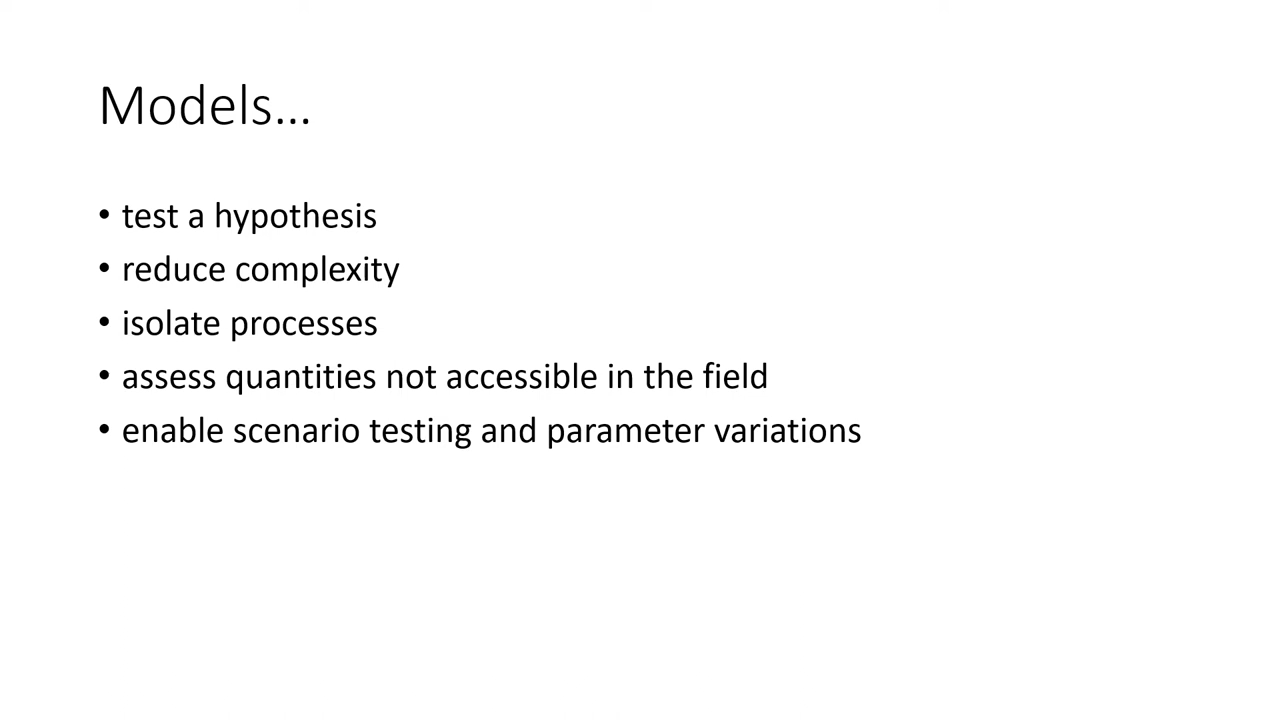 Models...
• test a hypothesis
• reduce complexity
• isolate processes
• assess quantities not accessible in the field
• enable scenario testing and parameter variations